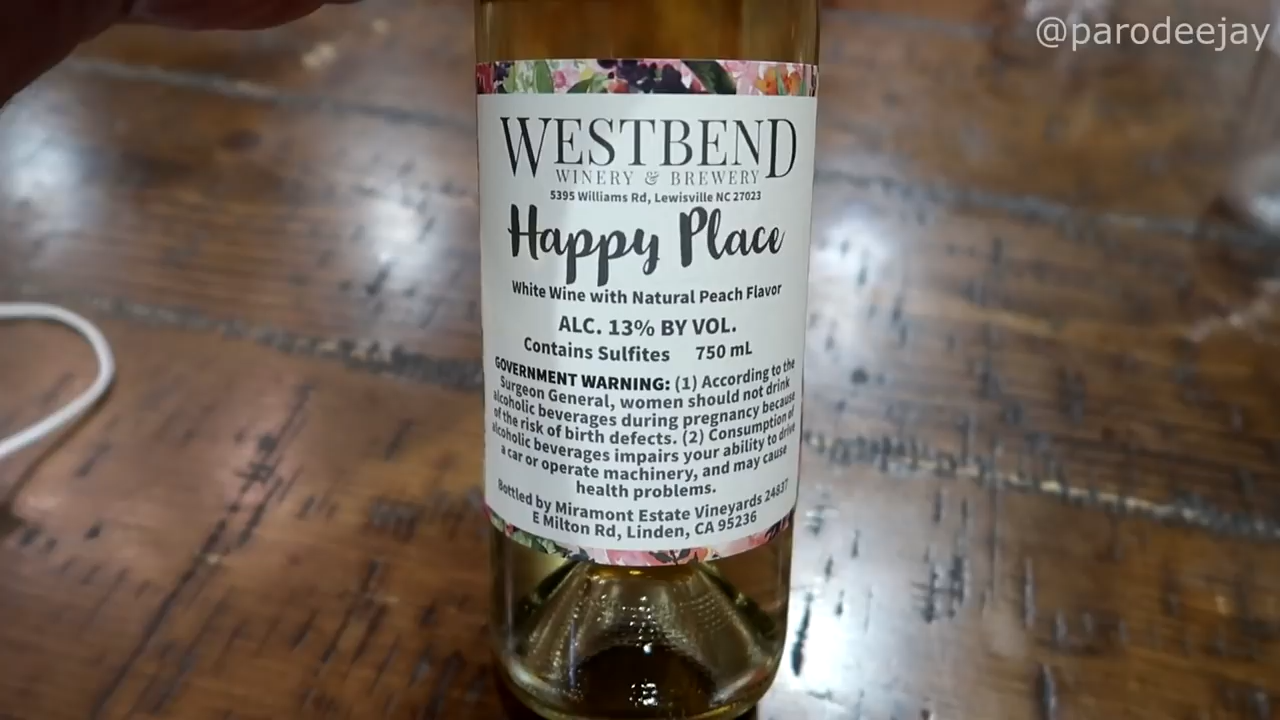 @parodeejay
WESTBEND
WINERY & BREWERY
5395 Williams Rd, Lewisville NC 27023
Happy Place
White Wine with Natural Peach Flavor
ALC. 13% BY VOL.
Contains Sulfites 750 mL
GOVERNMENT WARNING: (1) According to the
Surgeon General, women should not drink
alcoholic beverages during pregnancy because
of the risk of birth defects. (2) Consumption of
alcoholic beverages impairs your ability to drive
a car or operate machinery, and may cause
health problems.
Bottled by Miramont Estate Vineyards 24837
E Milton Rd, Linden, CA 95236